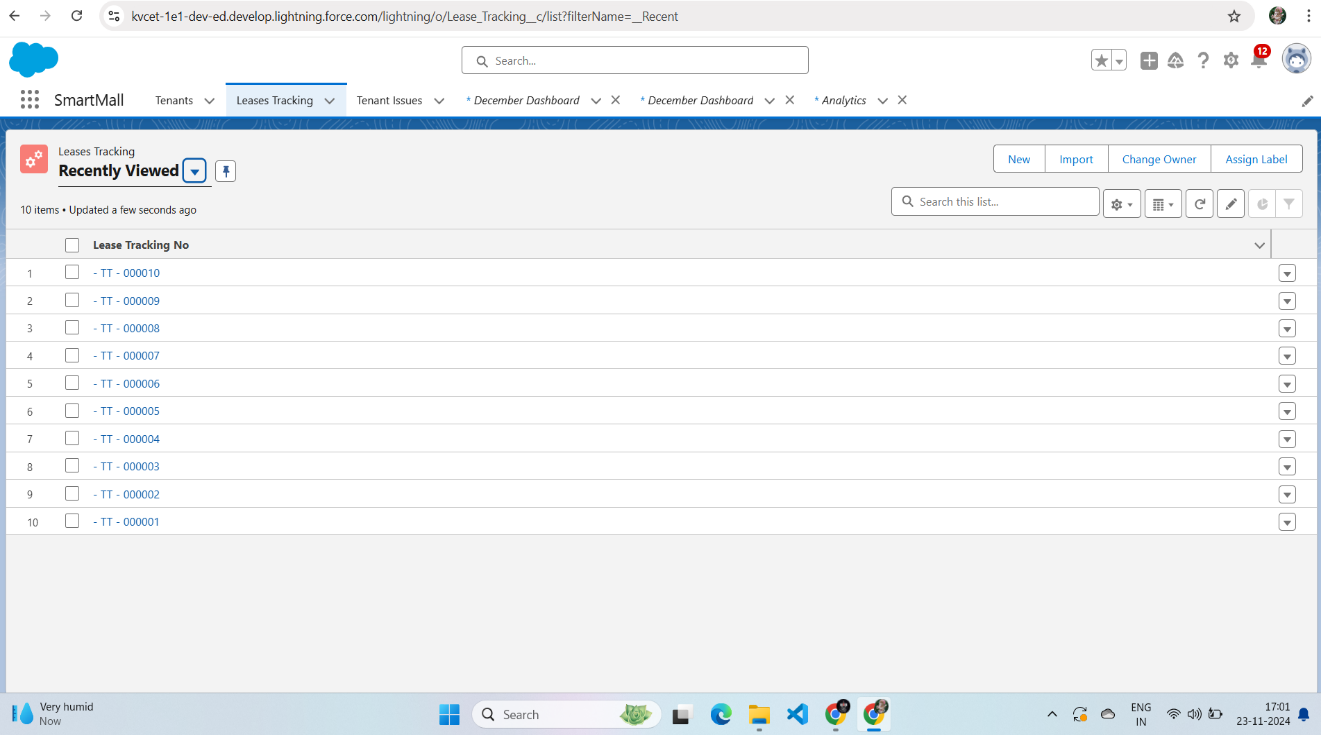 kvcet-1e1-dev-ed.develop.lightning.force.com/lightning/o/Lease_Tracking__c/list?filterName=__Recent
Search...
12
SmartMall
Tenants
Leases Tracking
Tenant Issues
* December Dashboard
* December Dashboard
* Analytics
Leases Tracking
Recently Viewed
New
Import
Change Owner
Assign Label
10 items • Updated a few seconds ago
Search this list...
Lease Tracking No
1 - TT - 000010
2 - TT - 000009
3 - TT - 000008
4 - TT - 000007
5 - TT - 000006
6 - TT - 000005
7 - TT - 000004
8 - TT - 000003
9 - TT - 000002
10 - TT - 000001
Very humid
Now
Search
ENG
IN
17:01
23-11-2024